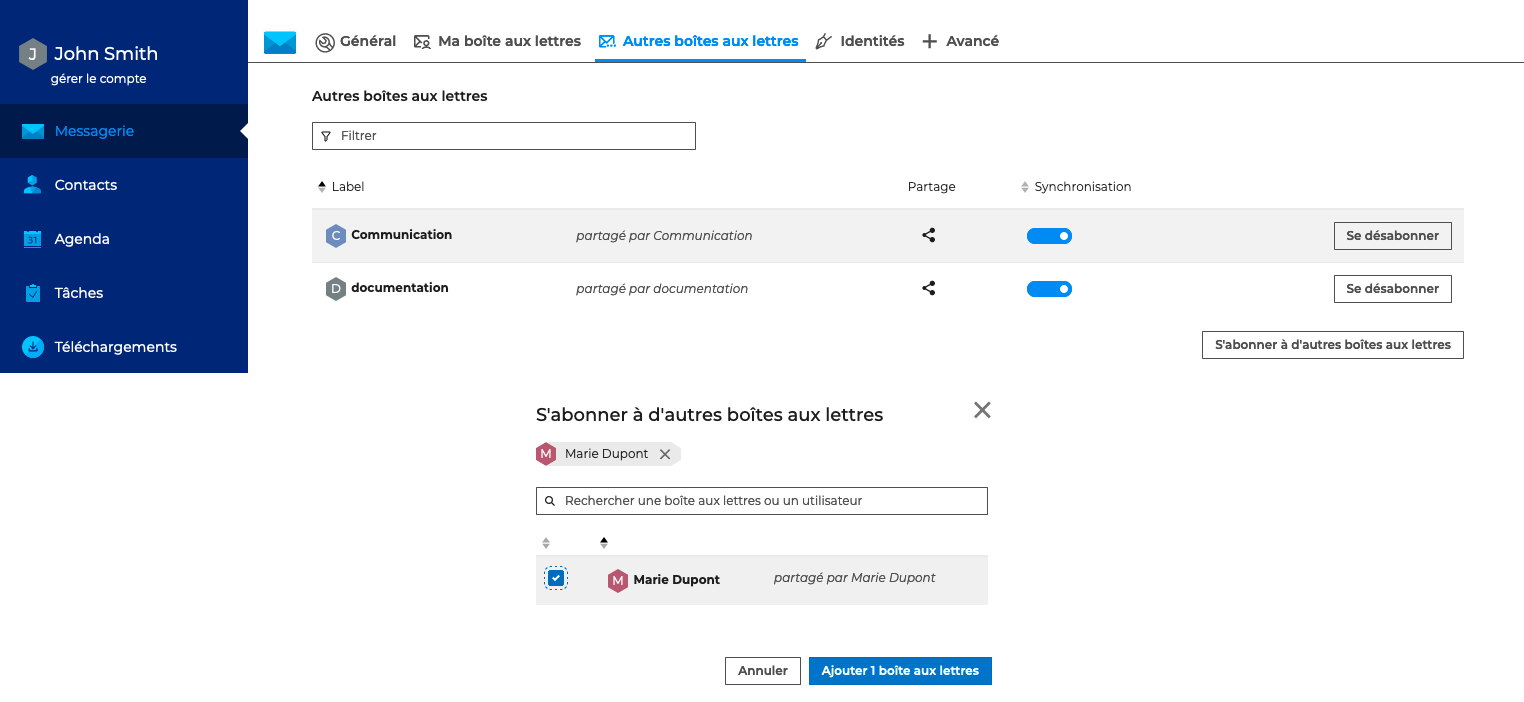 J John Smith
gérer le compte
Messagerie
Contacts
31 Agenda
Tâches
Téléchargements
Général Ma boîte aux lettres Autres boîtes aux lettres Identités Avancé
Autres boîtes aux lettres
Filtrer
Label Partage Synchronisation
C Communication partagé par Communication Se désabonner
D documentation partagé par documentation Se désabonner
S'abonner à d'autres boîtes aux lettres
S'abonner à d'autres boîtes aux lettres
M Marie Dupont
Rechercher une boîte aux lettres ou un utilisateur
M Marie Dupont partagé par Marie Dupont
Annuler Ajouter 1 boîte aux lettres